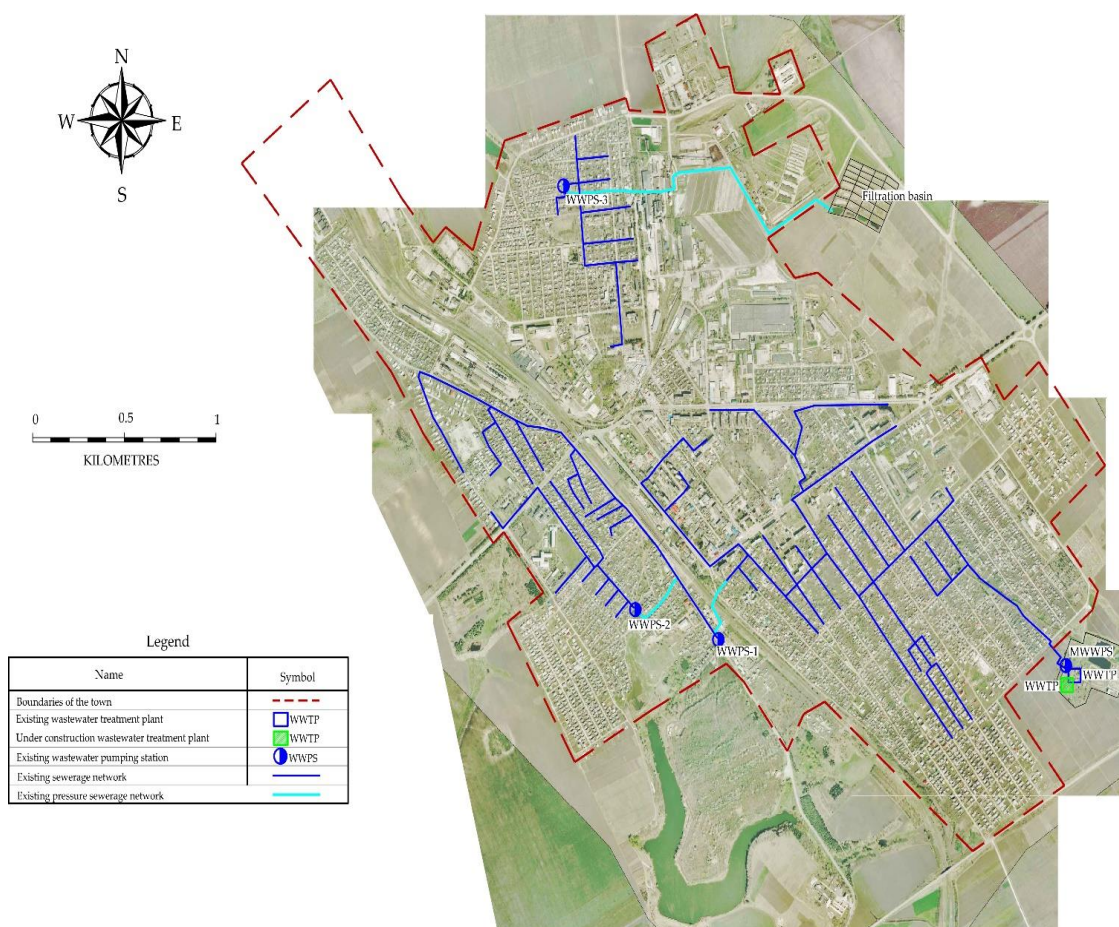 N
W E
S
WWPS-3
Filtration basin
0 0.5 1
KILOMETRES
WWPS-2
WWPS-1
MWWPS
WWTP
WWTP
Legend
Name Symbol
Boundaries of the town
Existing wastewater treatment plant WWTP
Under construction wastewater treatment plant WWTP
Existing wastewater pumping station WWPS
Existing sewerage network
Existing pressure sewerage network